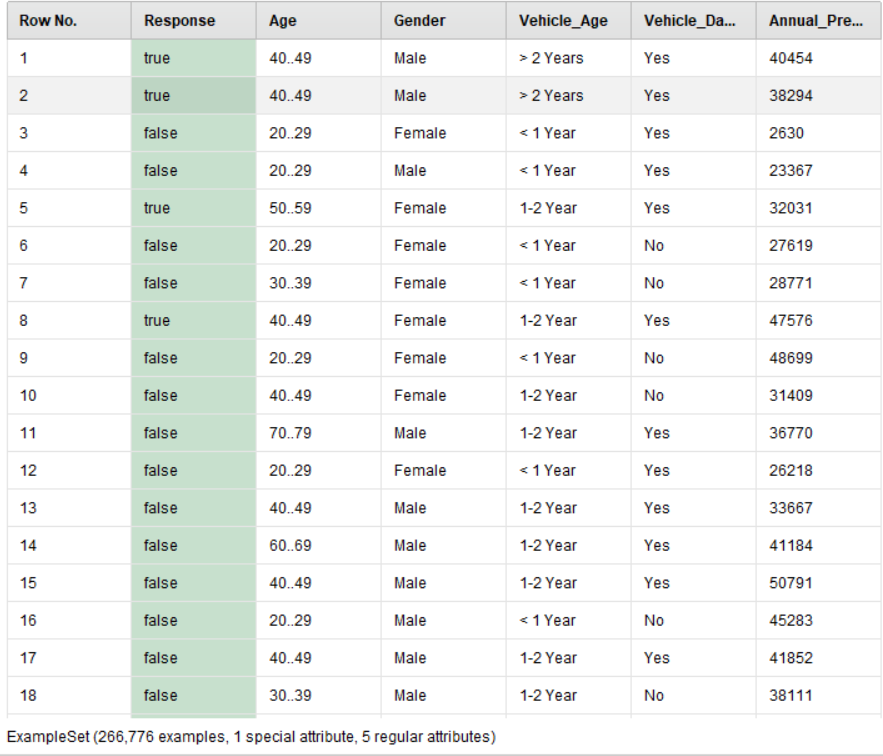 Row No. Response Age Gender Vehicle_Age Vehicle_Da... Annual_Pre...
1 true 40..49 Male > 2 Years Yes 40454
2 true 40..49 Male > 2 Years Yes 38294
3 false 20..29 Female < 1 Year Yes 2630
4 false 20..29 Male < 1 Year Yes 23367
5 true 50..59 Female 1-2 Year Yes 32031
6 false 20..29 Female < 1 Year No 27619
7 false 30..39 Female < 1 Year No 28771
8 true 40..49 Female 1-2 Year Yes 47576
9 false 20..29 Female < 1 Year No 48699
10 false 40..49 Female 1-2 Year No 31409
11 false 70..79 Male 1-2 Year Yes 36770
12 false 20..29 Female < 1 Year Yes 26218
13 false 40..49 Male 1-2 Year Yes 33667
14 false 60..69 Male 1-2 Year Yes 41184
15 false 40..49 Male 1-2 Year Yes 50791
16 false 20..29 Male < 1 Year No 45283
17 false 40..49 Male 1-2 Year Yes 41852
18 false 30..39 Male 1-2 Year No 38111
ExampleSet (266,776 examples, 1 special attribute, 5 regular attributes)